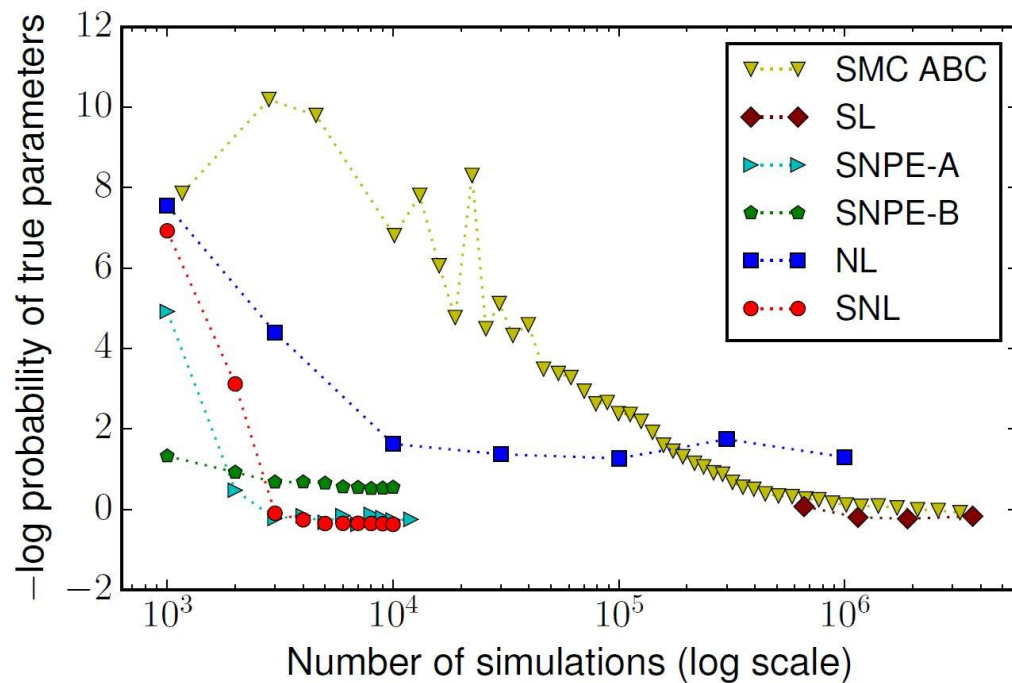 −log probability of true parameters
12
10
8
6
4
2
0
−2
10³
10⁴
10⁵
10⁶
Number of simulations (log scale)
SMC ABC
SL
SNPE-A
SNPE-B
NL
SNL